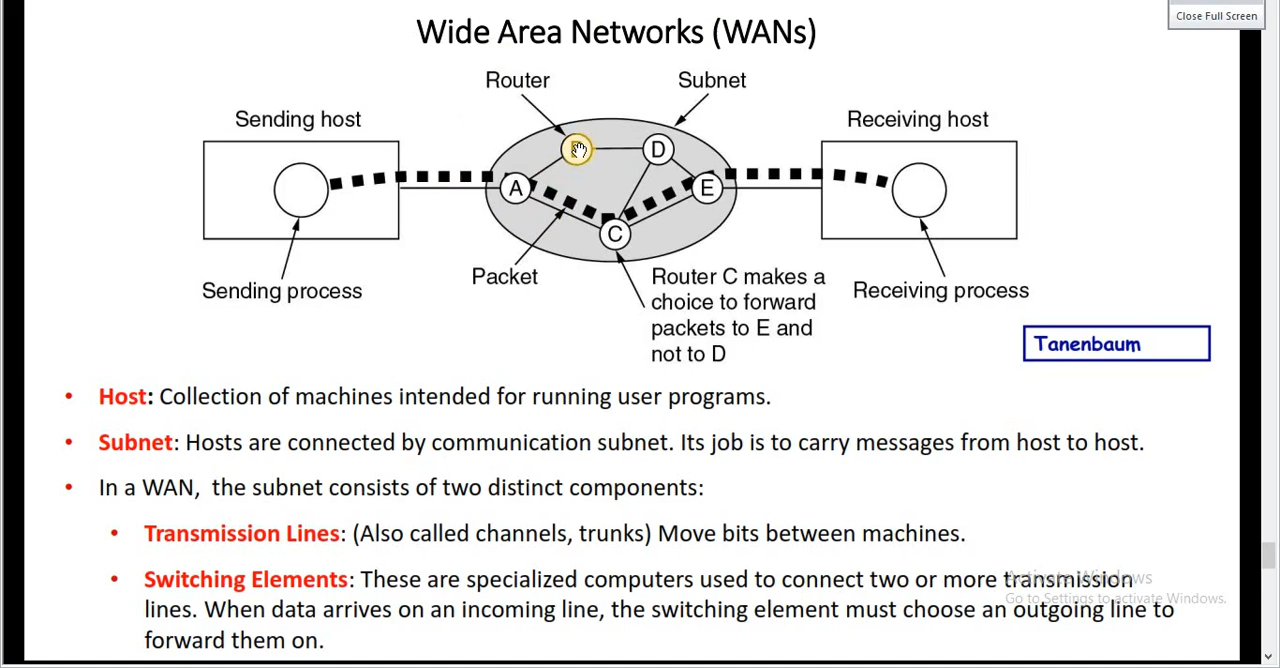 Close Full Screen
Wide Area Networks (WANs)
Router
Subnet
Sending host
Receiving host
D
A
E
C
Packet
Sending process
Router C makes a
choice to forward
packets to E and
not to D
Receiving process
Tanenbaum
• Host: Collection of machines intended for running user programs.
• Subnet: Hosts are connected by communication subnet. Its job is to carry messages from host to host.
• In a WAN, the subnet consists of two distinct components:
• Transmission Lines: (Also called channels, trunks) Move bits between machines.
• Switching Elements: These are specialized computers used to connect two or more transmission
lines. When data arrives on an incoming line, the switching element must choose an outgoing line to
forward them on.
Activate Windows
Go to Settings to activate Windows.